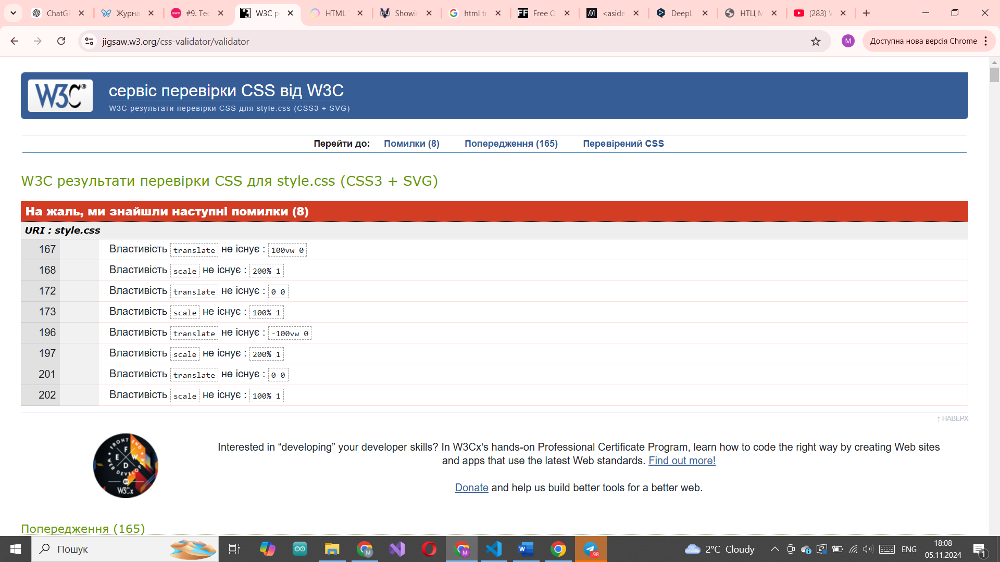 ChatGP
Журна
#9. Tec
W3C р
HTML
Showin
html tr
Free O
<aside
DeepL
НТЦ М
(283) V
jigsaw.w3.org/css-validator/validator
M
Доступна нова версія Chrome
W3C®
сервіс перевірки CSS від W3C
W3C результати перевірки CSS для style.css (CSS3 + SVG)
Перейти до: Помилки (8) Попередження (165) Перевірений CSS
W3C результати перевірки CSS для style.css (CSS3 + SVG)
На жаль, ми знайшли наступні помилки (8)
URI : style.css
167 Властивість translate не існує : 100vw 0
168 Властивість scale не існує : 200% 1
172 Властивість translate не існує : 0 0
173 Властивість scale не існує : 100% 1
196 Властивість translate не існує : -100vw 0
197 Властивість scale не існує : 200% 1
201 Властивість translate не існує : 0 0
202 Властивість scale не існує : 100% 1
↑ НАВЕРХ
FRONT END
F
E D
WEB DEVELOPER
BY
W3Cx
Interested in “developing” your developer skills? In W3Cx’s hands-on Professional Certificate Program, learn how to code the right way by creating Web sites
and apps that use the latest Web standards. Find out more!
Donate and help us build better tools for a better web.
Попередження (165)
Пошук
..98
2°C Cloudy
ENG
18:08
05.11.2024
1